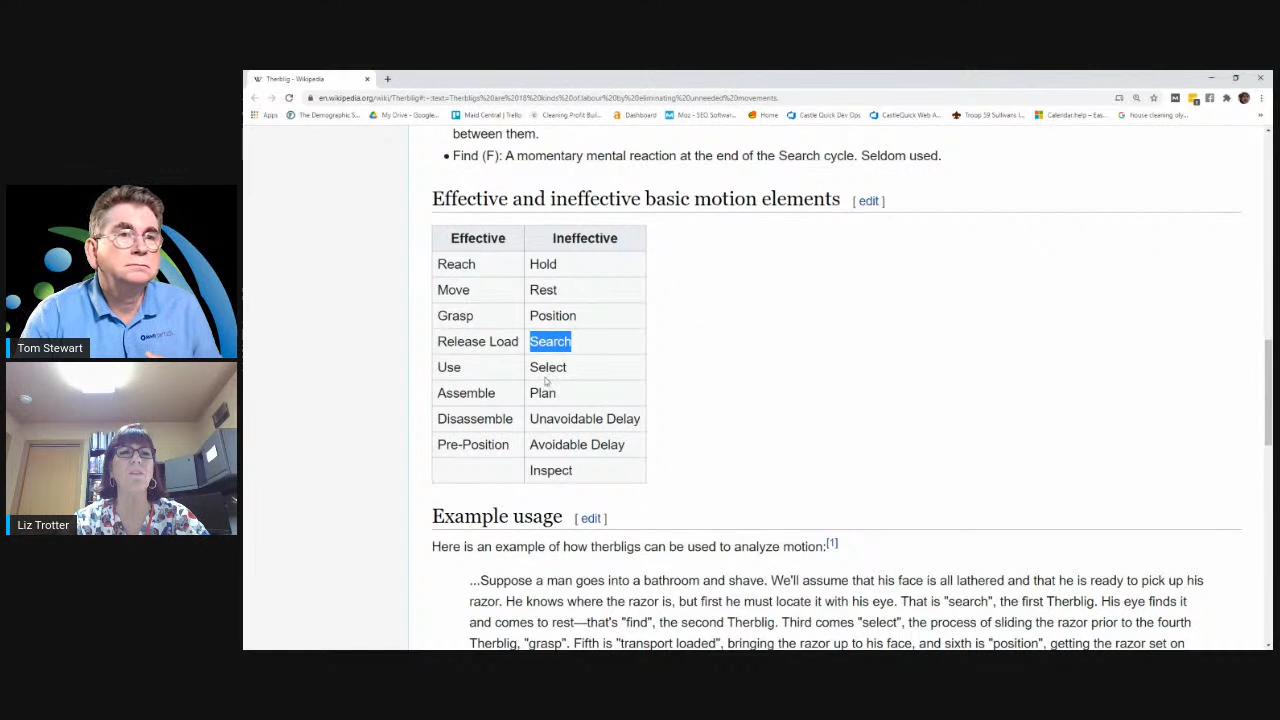 Therblig - Wikipedia
en.wikipedia.org/wiki/Therblig#:~:text=Therbligs%20are%2018%20kinds%20of,labour%20by%20eliminating%20unneeded%20movements.
Apps The Demographic S... My Drive - Google... Maid Central | Trello Cleaning Profit Buil... Dashboard Moz - SEO Softwar... Home Castle Quick Dev Ops CastleQuick Web A... Troop 59 Sullivans I... Calendar.help – Eas... house cleaning oly...
between them.
• Find (F): A momentary mental reaction at the end of the Search cycle. Seldom used.
Effective and ineffective basic motion elements [ edit ]
Effective Ineffective
Reach Hold
Move Rest
Grasp Position
Release Load Search
Use Select
Assemble Plan
Disassemble Unavoidable Delay
Pre-Position Avoidable Delay
Inspect
Example usage [ edit ]
Here is an example of how therbligs can be used to analyze motion:[1]
...Suppose a man goes into a bathroom and shave. We'll assume that his face is all lathered and that he is ready to pick up his
razor. He knows where the razor is, but first he must locate it with his eye. That is "search", the first Therblig. His eye finds it
and comes to rest—that's "find", the second Therblig. Third comes "select", the process of sliding the razor prior to the fourth
Therblig, "grasp". Fifth is "transport loaded", bringing the razor up to his face, and sixth is "position", getting the razor set on
Tom Stewart
Liz Trotter